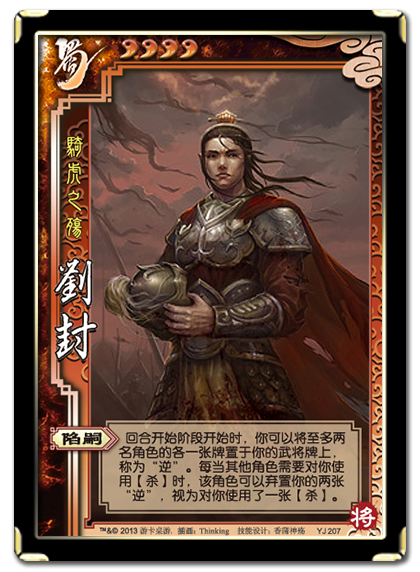 蜀
騎虎之殤
劉封
陷嗣
回合开始阶段开始时，你可以将至多两
名角色的各一张牌置于你的武将牌上，
称为“逆”。每当其他角色需要对你使
用【杀】时，该角色可以弃置你的两张
“逆”，视为对你使用了一张【杀】。
将
™&© 2013 游卡桌游，插画：Thinking 技能设计：香蒲神殇 YJ 207